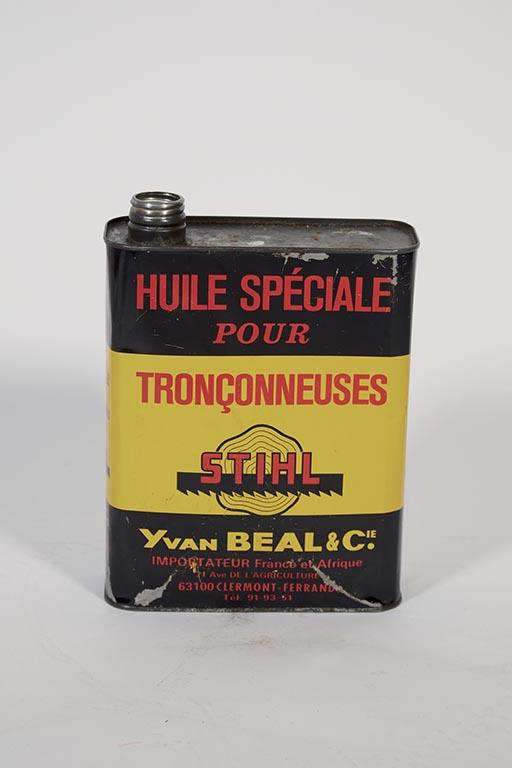 HUILE SPÉCIALE
POUR
TRONÇONNEUSES
STIHL
YVAN BEAL & CIE.
IMPORTATEUR France et Afrique
21 Ave DE L'AGRICULTURE
63100 CLERMONT-FERRAND
Tél. 91-93-51